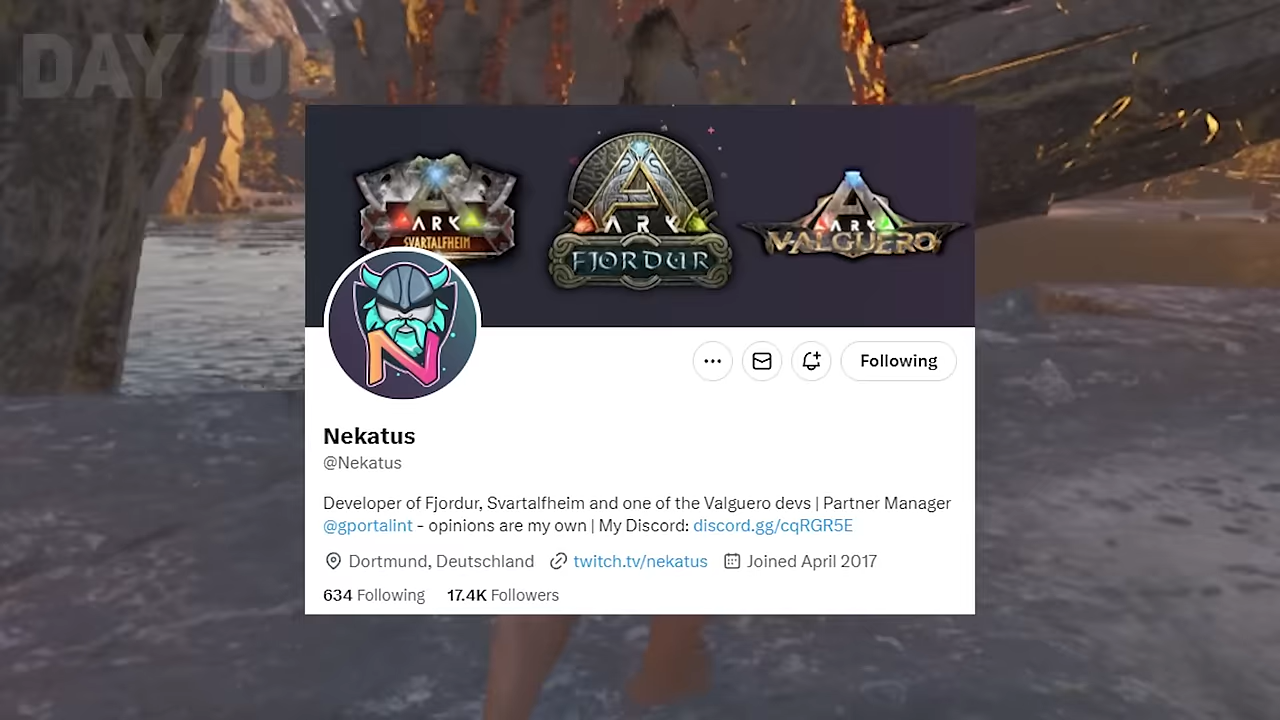 DAY 100
ARK
SVARTALFHEIM
ARK
FJORDUR
ARK
VALGUERO
N
Following
Nekatus
@Nekatus
Developer of Fjordur, Svartalfheim and one of the Valguero devs | Partner Manager
@gportalint - opinions are my own | My Discord: discord.gg/cqRGR5E
Dortmund, Deutschland twitch.tv/nekatus Joined April 2017
634 Following 17.4K Followers